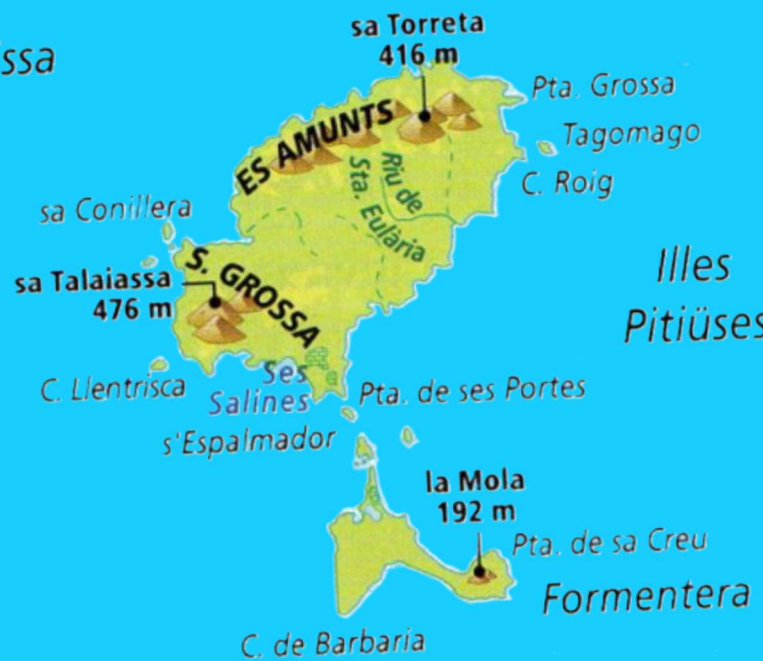 ssa
sa Torreta
416 m
Pta. Grossa
Tagomago
C. Roig
ES AMUNTS
Riu de
Sta. Eulària
sa Conillera
S. GROSSA
sa Talaiassa
476 m
Illes
Pitiüses
C. Llentrisca
Ses
Salines
Pta. de ses Portes
s'Espalmador
la Mola
192 m
Pta. de sa Creu
Formentera
C. de Barbaria